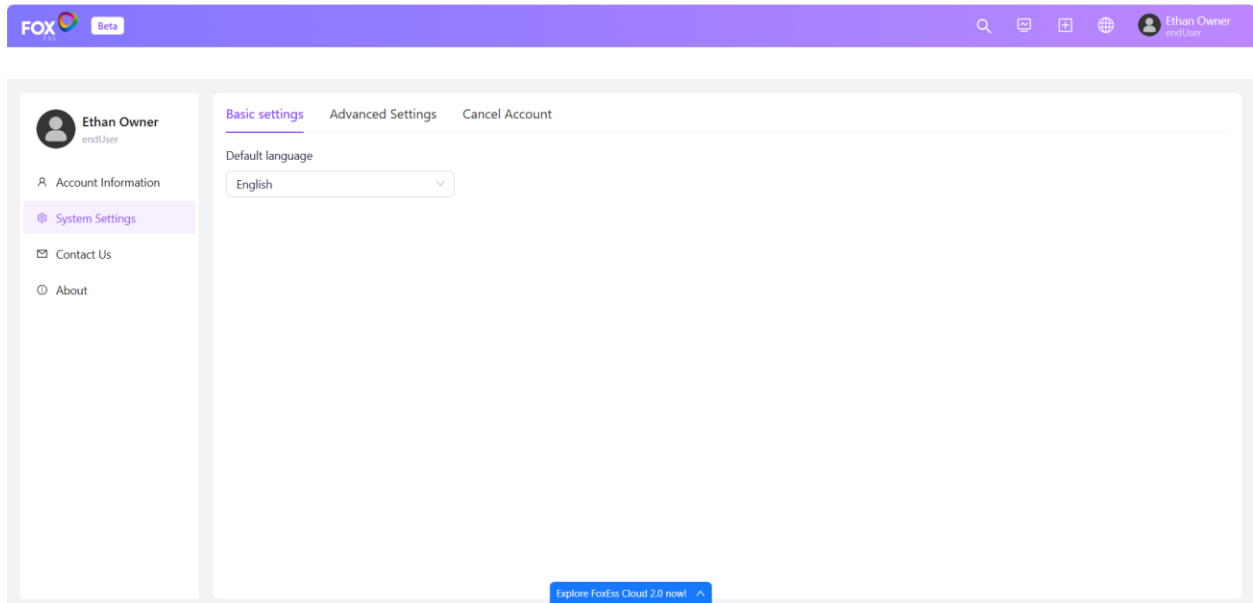 FOX
ESS
Beta
Ethan Owner
endUser
Ethan Owner
endUser
Account Information
System Settings
Contact Us
About
Basic settings
Advanced Settings
Cancel Account
Default language
English
Explore FoxEss Cloud 2.0 now!